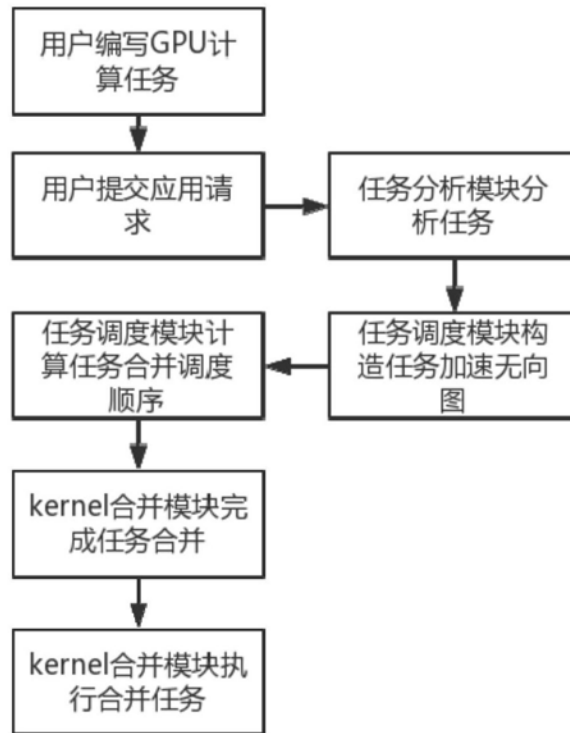 用户编写GPU计
算任务
用户提交应用请
求
任务分析模块分
析任务
任务调度模块构
造任务加速无向
图
任务调度模块计
算任务合并调度
顺序
kernel合并模块完
成任务合并
kernel合并模块执
行合并任务